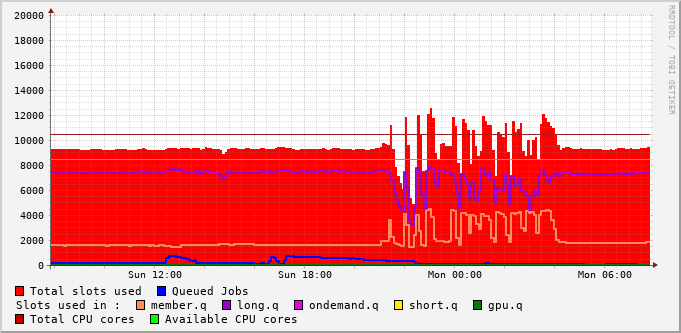 20000
18000
16000
14000
12000
10000
8000
6000
4000
2000
0
Sun 12:00 Sun 18:00 Mon 00:00 Mon 06:00
RRDTOOL / TOBI OETIKER
Total slots used Queued Jobs
Slots used in : member.q long.q ondemand.q short.q gpu.q
Total CPU cores Available CPU cores